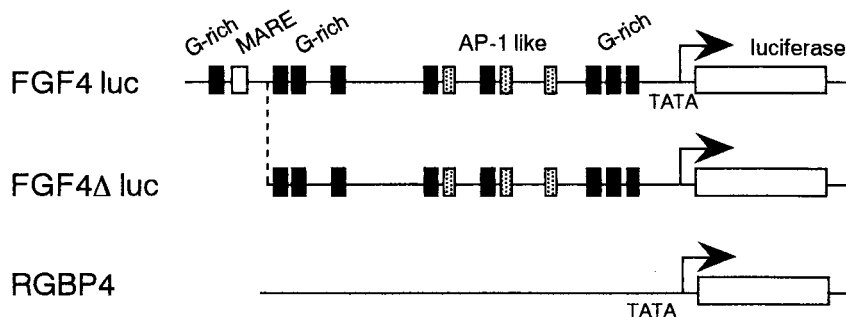 G-rich MARE G-rich AP-1 like G-rich luciferase
FGF4 luc
TATA
FGF4Δ luc
RGBP4
TATA